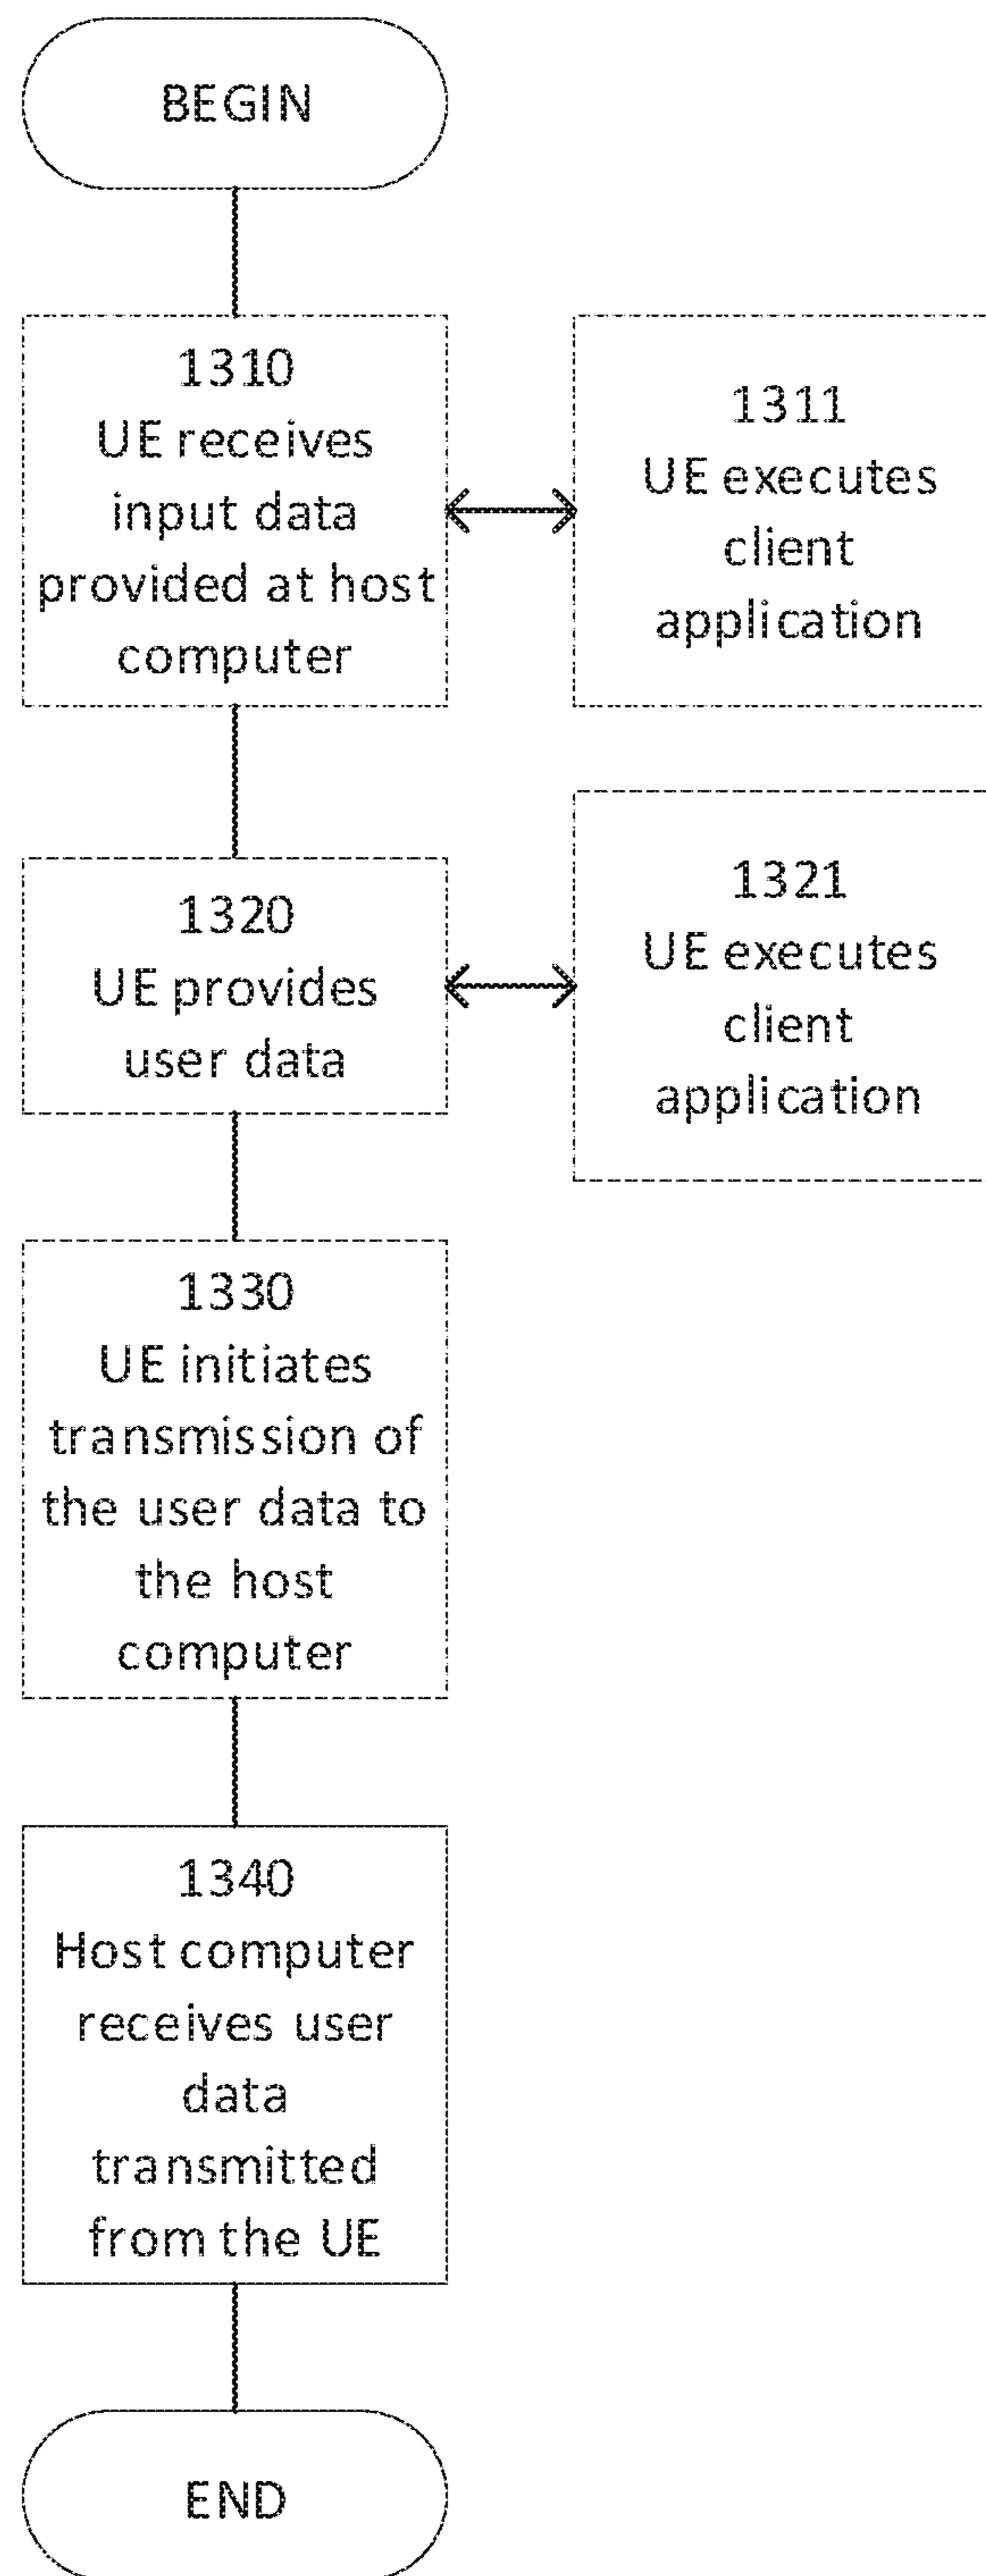 BEGIN
1310
UE receives
input data
provided at host
computer
1311
UE executes
client
application
1320
UE provides
user data
1321
UE executes
client
application
1330
UE initiates
transmission of
the user data to
the host
computer
1340
Host computer
receives user
data
transmitted
from the UE
END